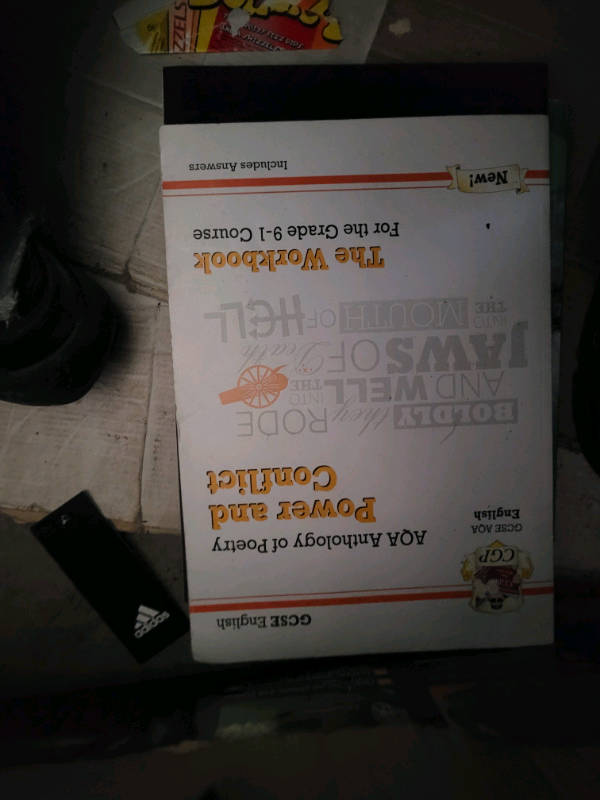 GCSE English
CGP
GCSE AQA
English
AQA Anthology of Poetry
Power and
Conflict
BOLDLY they RODE
AND WELL
INTO
THE
JAWS OF Death
INTO
THE
MOUTH OF HELL
The Workbook
For the Grade 9-1 Course
New!
Includes Answers
adidas